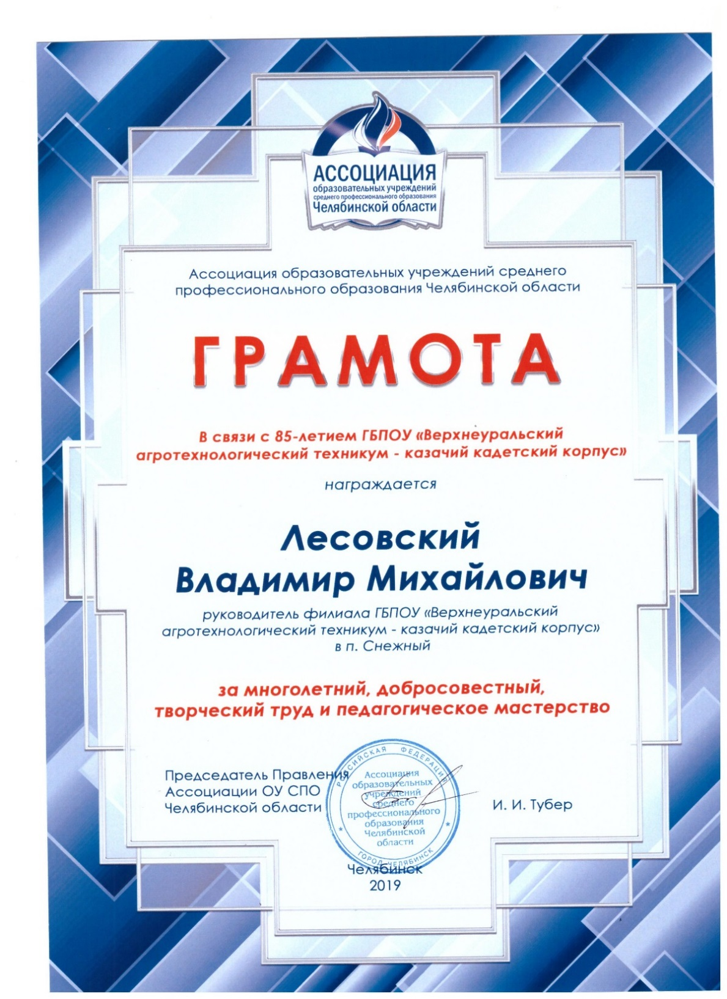 АССОЦИАЦИЯ
образовательных учреждений
среднего профессионального образования
Челябинской области
Ассоциация образовательных учреждений среднего
профессионального образования Челябинской области
ГРАМОТА
В связи с 85-летием ГБПОУ «Верхнеуральский
агротехнологический техникум - казачий кадетский корпус»
награждается
Лесовский
Владимир Михайлович
руководитель филиала ГБПОУ «Верхнеуральский
агротехнологический техникум - казачий кадетский корпус»
в п. Снежный
за многолетний, добросовестный,
творческий труд и педагогическое мастерство
Председатель Правления
Ассоциации ОУ СПО
Челябинской области
РОССИЙСКАЯ ФЕДЕРАЦИЯ
Ассоциация
образовательных
учреждений
среднего
профессионального
образования
Челябинской
области
ГОРОД ЧЕЛЯБИНСК
И. И. Тубер
Челябинск
2019